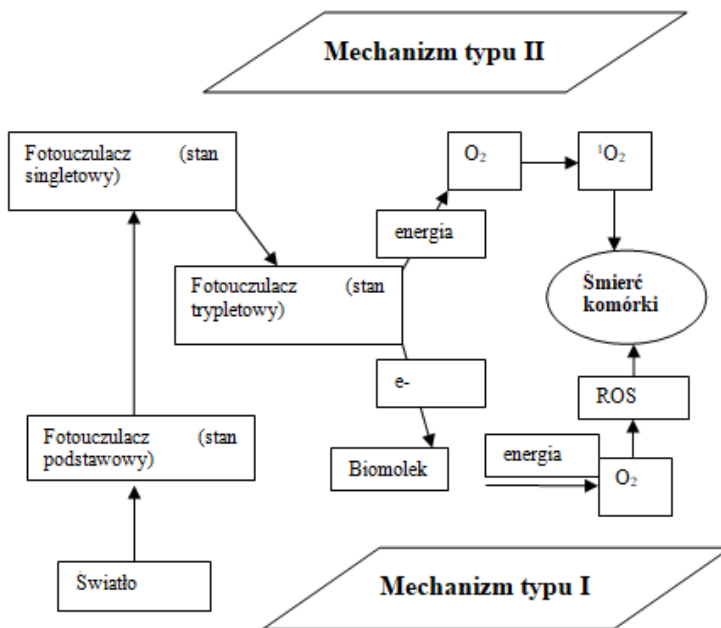 Mechanizm typu II
Fotouczulacz (stan
singletowy)
O₂
¹O₂
energia
Fotouczulacz (stan
trypletowy)
Śmierć
komórki
e-
ROS
Fotouczulacz (stan
podstawowy)
Biomolek
energia
O₂
Światło
Mechanizm typu I